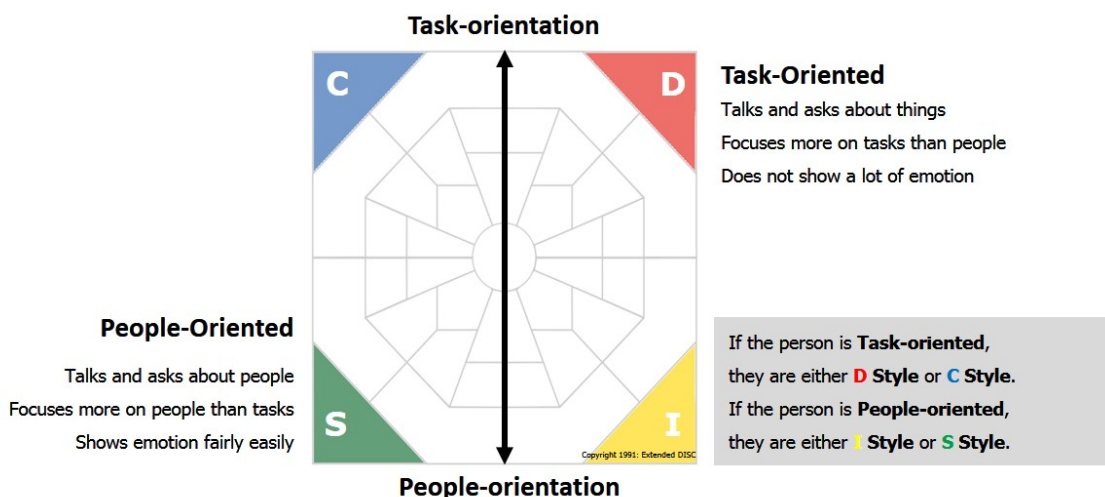 Task-orientation
C
D
Task-Oriented
Talks and asks about things
Focuses more on tasks than people
Does not show a lot of emotion
People-Oriented
Talks and asks about people
Focuses more on people than tasks
Shows emotion fairly easily
S
I
Copyright 1991: Extended DISC
If the person is Task-oriented,
they are either D Style or C Style.
If the person is People-oriented,
they are either I Style or S Style.
People-orientation